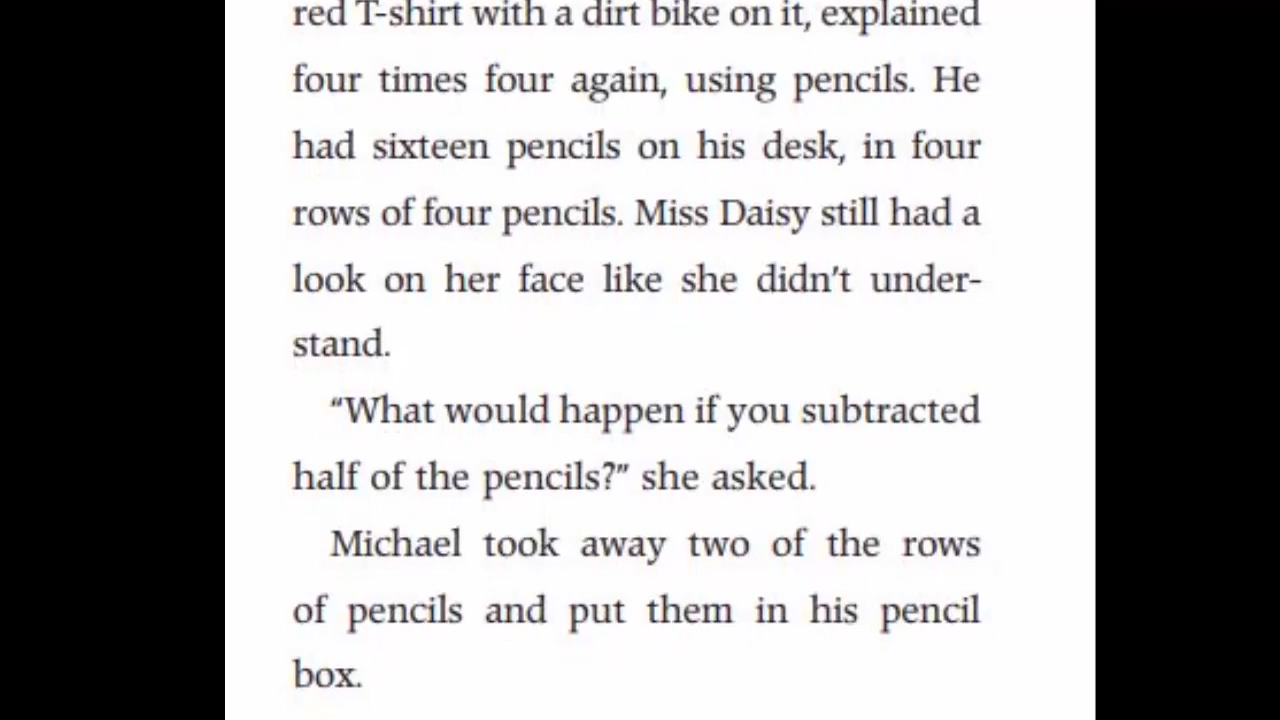 red T-shirt with a dirt bike on it, explained
four times four again, using pencils. He
had sixteen pencils on his desk, in four
rows of four pencils. Miss Daisy still had a
look on her face like she didn’t under-
stand.
“What would happen if you subtracted
half of the pencils?” she asked.
Michael took away two of the rows
of pencils and put them in his pencil
box.